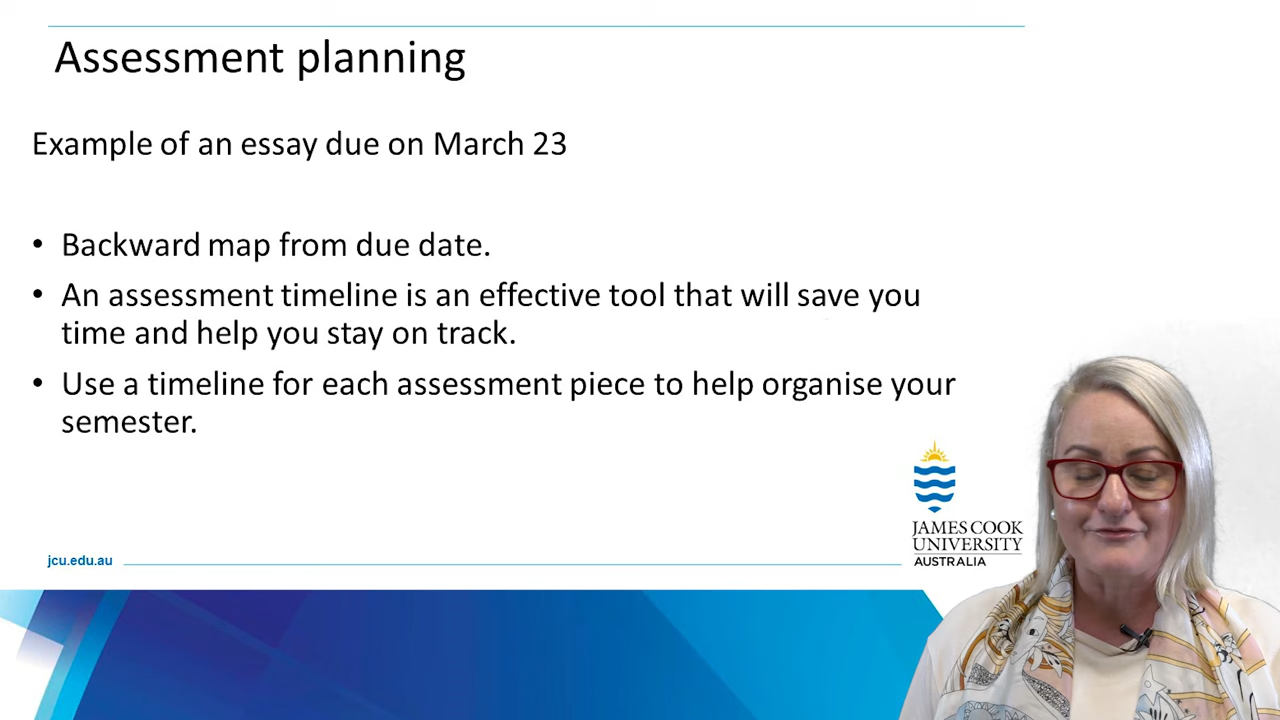 Assessment planning
Example of an essay due on March 23
• Backward map from due date.
• An assessment timeline is an effective tool that will save you
time and help you stay on track.
• Use a timeline for each assessment piece to help organise your
semester.
JAMES COOK
UNIVERSITY
AUSTRALIA
jcu.edu.au